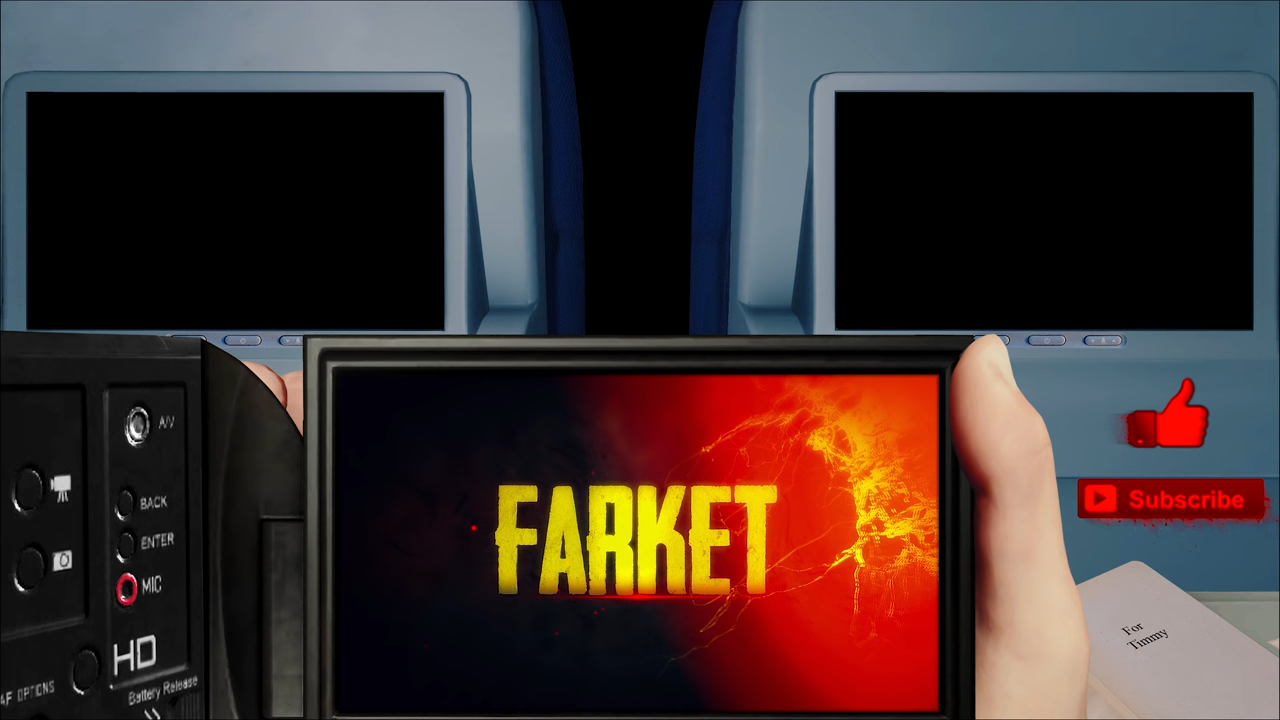 A/V
BACK
ENTER
MIC
HD
AF OPTIONS
Battery Release
FARKET
Subscribe
For
Timmy